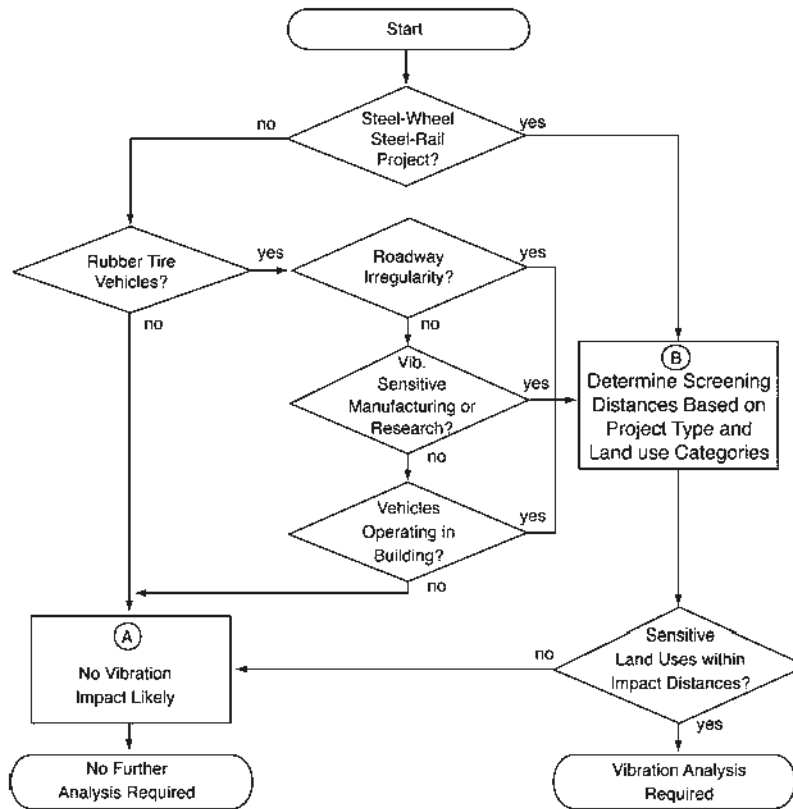 Start
Steel-Wheel
Steel-Rail
Project?
no
yes
Rubber Tire
Vehicles?
yes
no
Roadway
Irregularity?
yes
no
Vib.
Sensitive
Manufacturing or
Research?
yes
no
Vehicles
Operating in
Building?
yes
no
B
Determine Screening
Distances Based on
Project Type and
Land use Categories
Sensitive
Land Uses within
Impact Distances?
no
yes
A
No Vibration
Impact Likely
No Further
Analysis Required
Vibration Analysis
Required